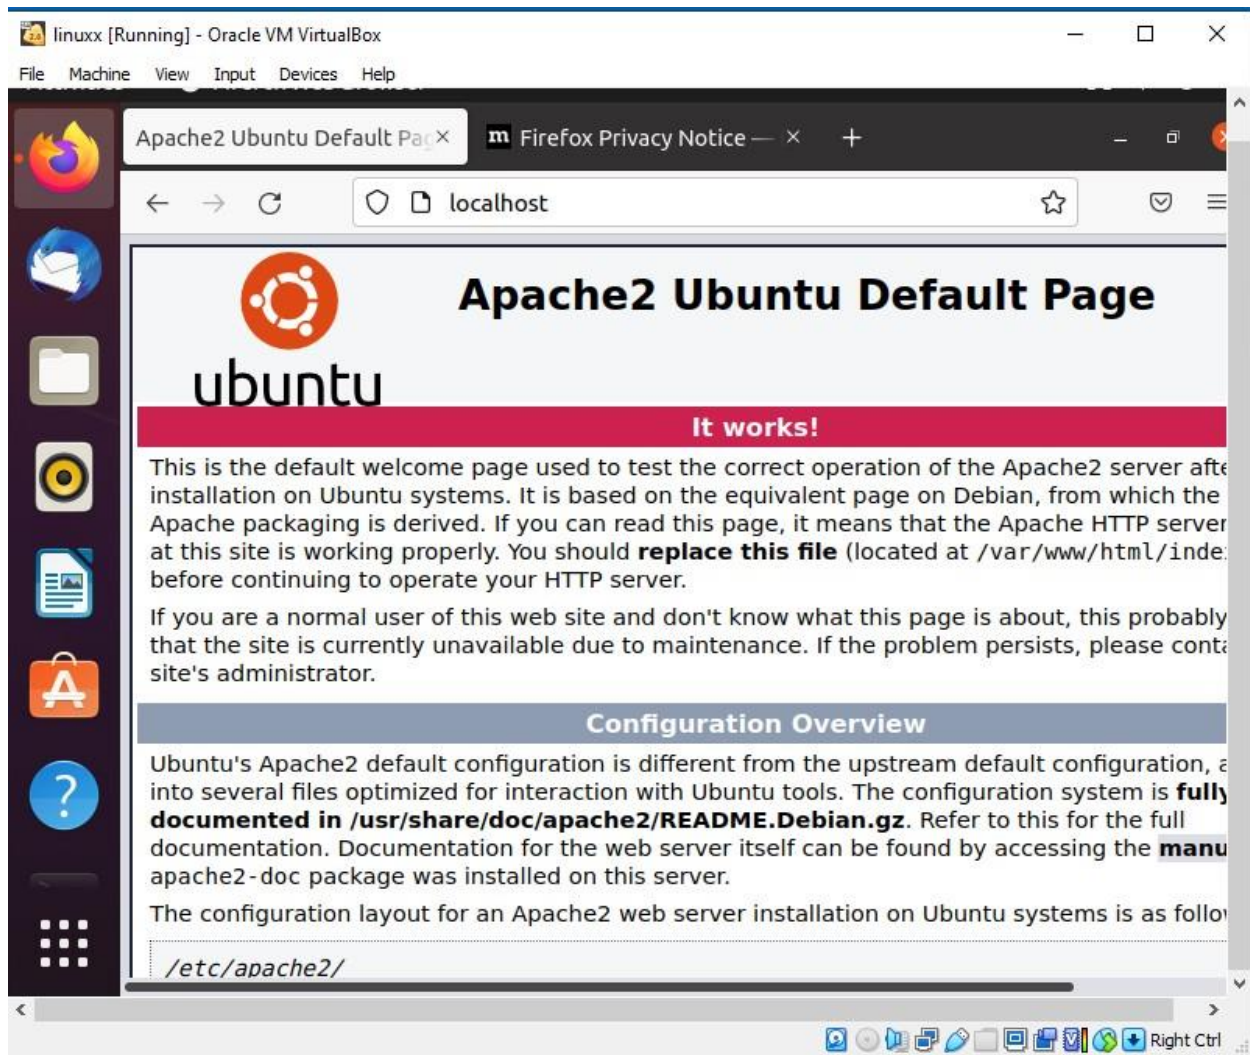 linuxx [Running] - Oracle VM VirtualBox
File Machine View Input Devices Help
Apache2 Ubuntu Default Pag
m Firefox Privacy Notice —
localhost
ubuntu
Apache2 Ubuntu Default Page
It works!
This is the default welcome page used to test the correct operation of the Apache2 server afte
installation on Ubuntu systems. It is based on the equivalent page on Debian, from which the
Apache packaging is derived. If you can read this page, it means that the Apache HTTP server
at this site is working properly. You should replace this file (located at /var/www/html/inde
before continuing to operate your HTTP server.
If you are a normal user of this web site and don't know what this page is about, this probably
that the site is currently unavailable due to maintenance. If the problem persists, please conta
site's administrator.
Configuration Overview
Ubuntu's Apache2 default configuration is different from the upstream default configuration, a
into several files optimized for interaction with Ubuntu tools. The configuration system is fully
documented in /usr/share/doc/apache2/README.Debian.gz. Refer to this for the full
documentation. Documentation for the web server itself can be found by accessing the manu
apache2-doc package was installed on this server.
The configuration layout for an Apache2 web server installation on Ubuntu systems is as follo
/etc/apache2/
Right Ctrl